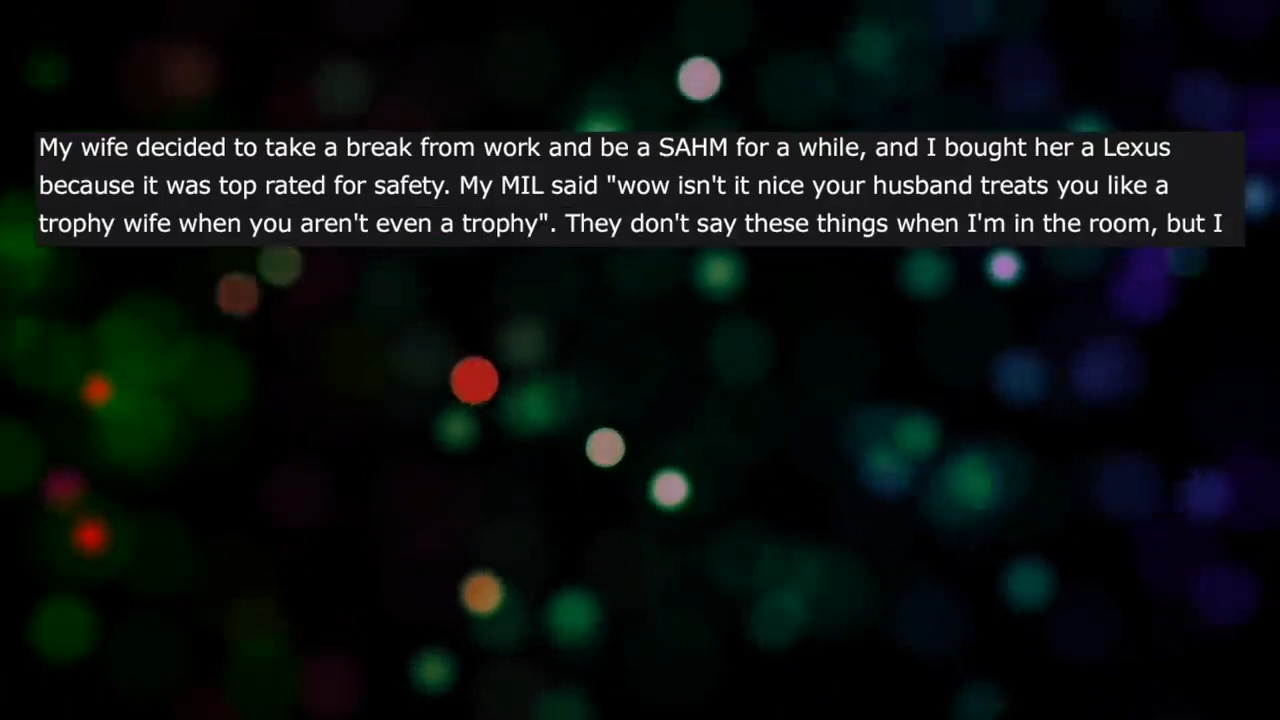 My wife decided to take a break from work and be a SAHM for a while, and I bought her a Lexus
because it was top rated for safety. My MIL said "wow isn't it nice your husband treats you like a
trophy wife when you aren't even a trophy". They don't say these things when I'm in the room, but I